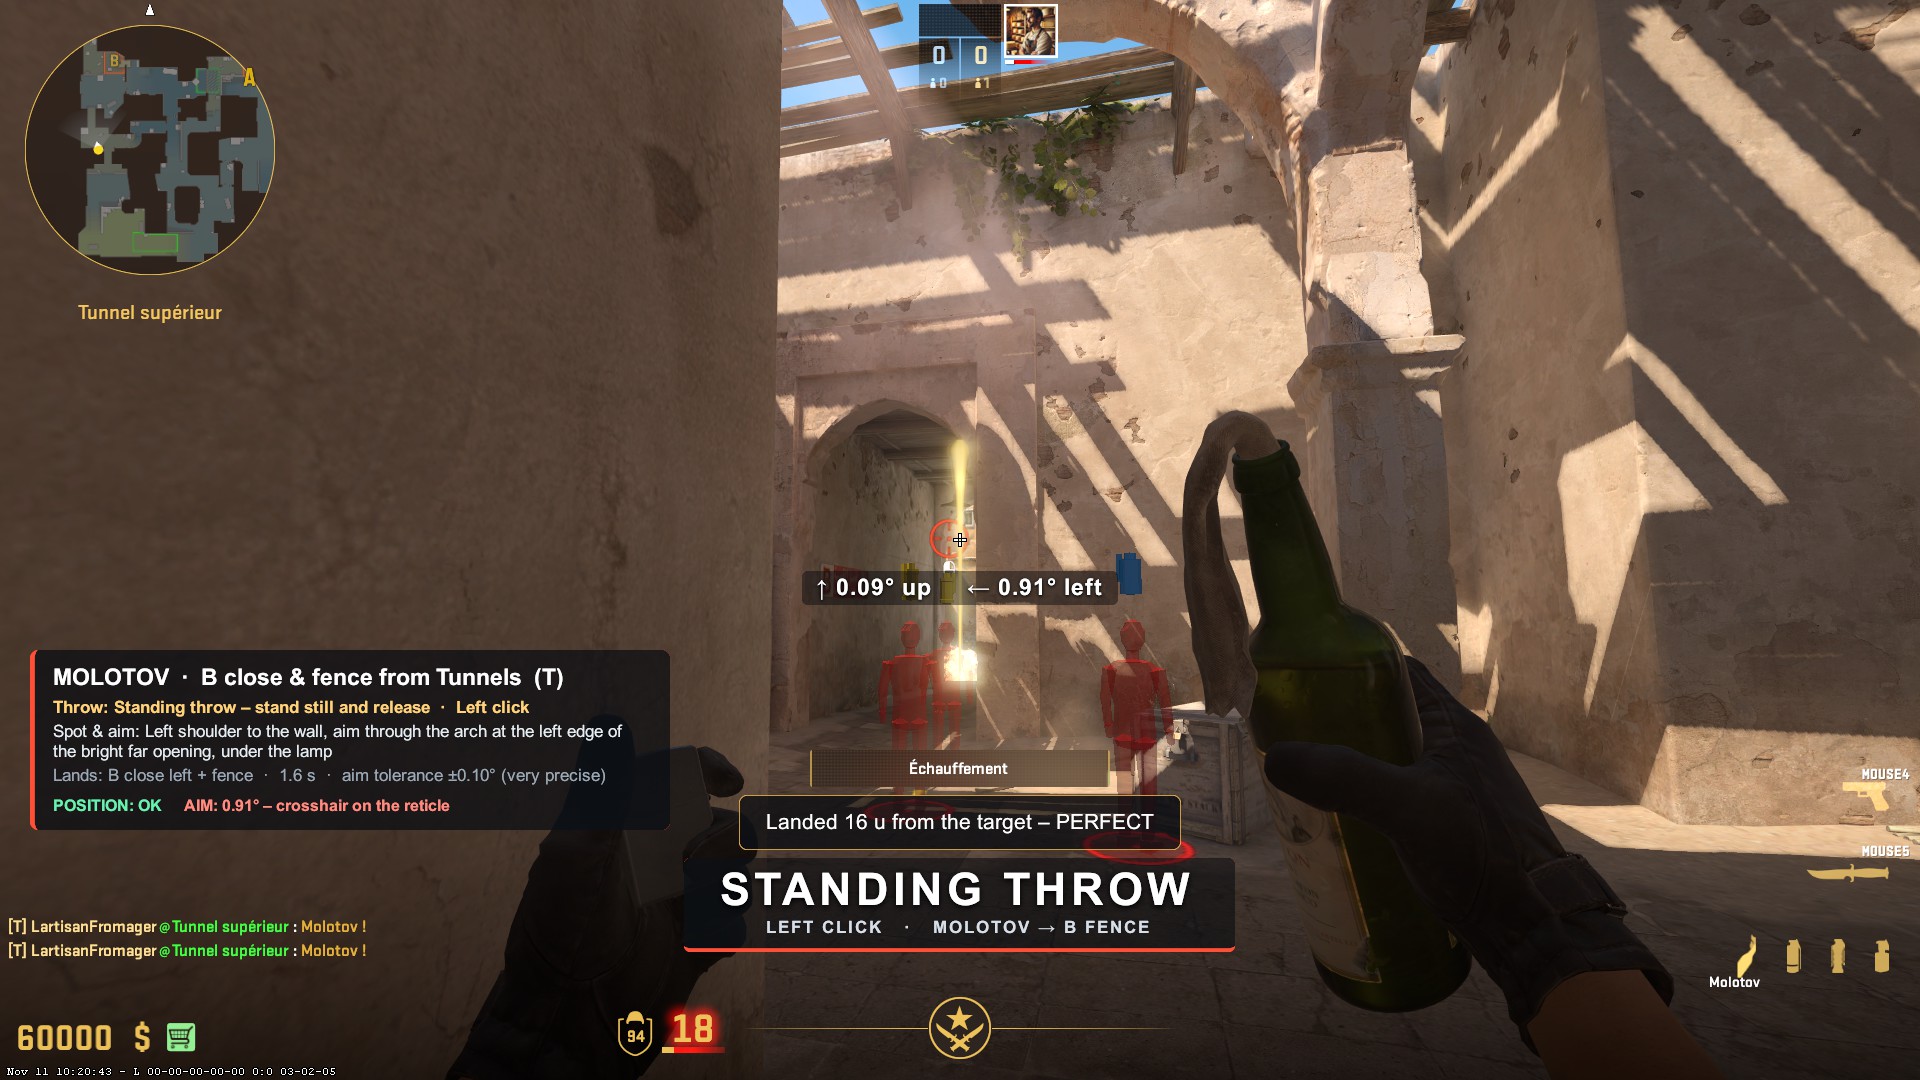 B
A
0 0
0 1
Tunnel supérieur
↑ 0.09° up ← 0.91° left
MOLOTOV · B close & fence from Tunnels (T)
Throw: Standing throw – stand still and release · Left click
Spot & aim: Left shoulder to the wall, aim through the arch at the left edge of
the bright far opening, under the lamp
Lands: B close left + fence · 1.6 s · aim tolerance ±0.10° (very precise)
POSITION: OK AIM: 0.91° – crosshair on the reticle
Échauffement
Landed 16 u from the target – PERFECT
STANDING THROW
LEFT CLICK · MOLOTOV → B FENCE
MOUSE4
MOUSE5
[T] LartisanFromager@Tunnel supérieur : Molotov !
[T] LartisanFromager@Tunnel supérieur : Molotov !
Molotov
60000 $
94 18
Nov 11 10:20:43 - L 00-00-00-00-00 0:0 03-02-05